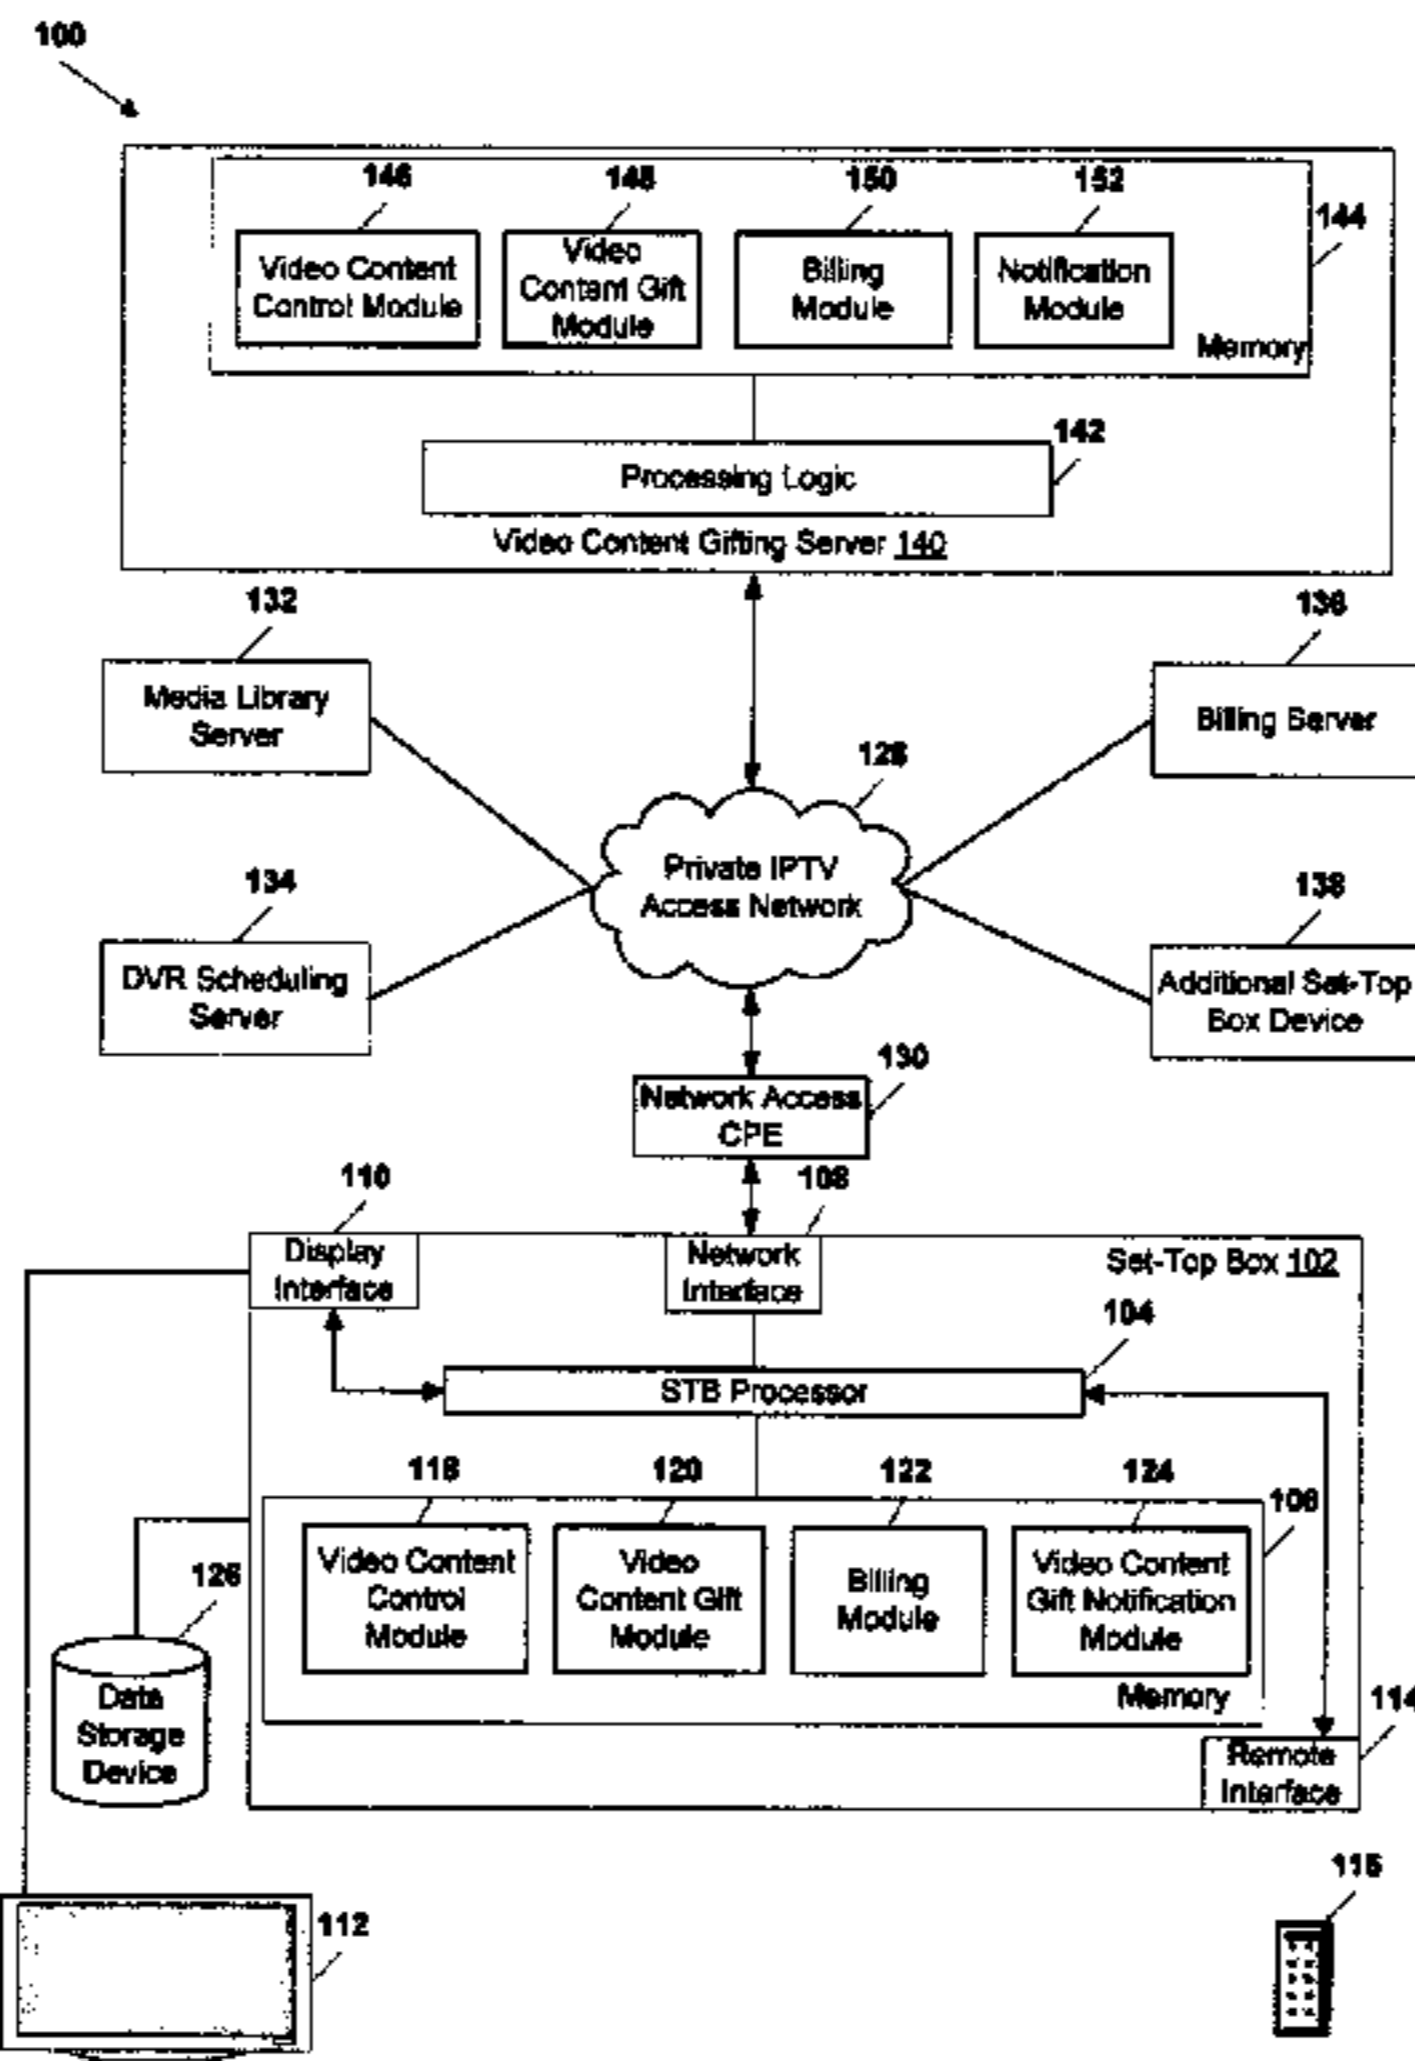 100
146
148
150
152
144
Video Content
Control Module
Video
Content Gift
Module
Billing
Module
Notification
Module
Memory
142
Processing Logic
Video Content Gifting Server 140
132
136
Media Library
Server
Billing Server
128
Private IPTV
Access Network
134
138
DVR Scheduling
Server
Additional Set-Top
Box Device
130
Network Access
CPE
110
108
Display
Interface
Network
Interface
Set-Top Box 102
104
STB Processor
118
120
122
124
106
Video Content
Control
Module
Video
Content Gift
Module
Billing
Module
Video Content
Gift Notification
Module
Memory
126
Data
Storage
Device
114
Remote
Interface
112
116